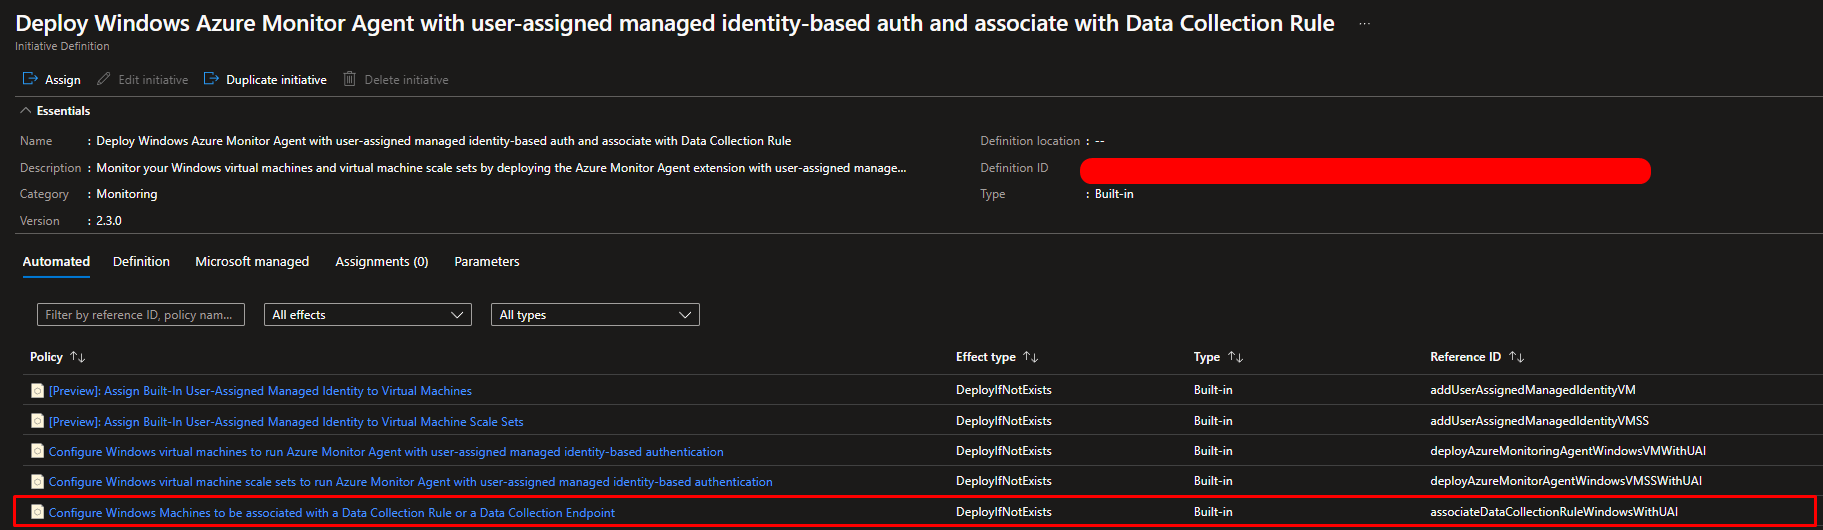 Deploy Windows Azure Monitor Agent with user-assigned managed identity-based auth and associate with Data Collection Rule ...
Initiative Definition
Assign Edit initiative Duplicate initiative Delete initiative
Essentials
Name : Deploy Windows Azure Monitor Agent with user-assigned managed identity-based auth and associate with Data Collection Rule
Definition location : --
Description : Monitor your Windows virtual machines and virtual machine scale sets by deploying the Azure Monitor Agent extension with user-assigned manage...
Definition ID
Category : Monitoring
Type : Built-in
Version : 2.3.0
Automated Definition Microsoft managed Assignments (0) Parameters
Filter by reference ID, policy nam... All effects All types
Policy ↑↓ Effect type ↑↓ Type ↑↓ Reference ID ↑↓
[Preview]: Assign Built-In User-Assigned Managed Identity to Virtual Machines DeployIfNotExists Built-in addUserAssignedManagedIdentityVM
[Preview]: Assign Built-In User-Assigned Managed Identity to Virtual Machine Scale Sets DeployIfNotExists Built-in addUserAssignedManagedIdentityVMSS
Configure Windows virtual machines to run Azure Monitor Agent with user-assigned managed identity-based authentication DeployIfNotExists Built-in deployAzureMonitoringAgentWindowsVMWithUAI
Configure Windows virtual machine scale sets to run Azure Monitor Agent with user-assigned managed identity-based authentication DeployIfNotExists Built-in deployAzureMonitorAgentWindowsVMSSWithUAI
Configure Windows Machines to be associated with a Data Collection Rule or a Data Collection Endpoint DeployIfNotExists Built-in associateDataCollectionRuleWindowsWithUAI